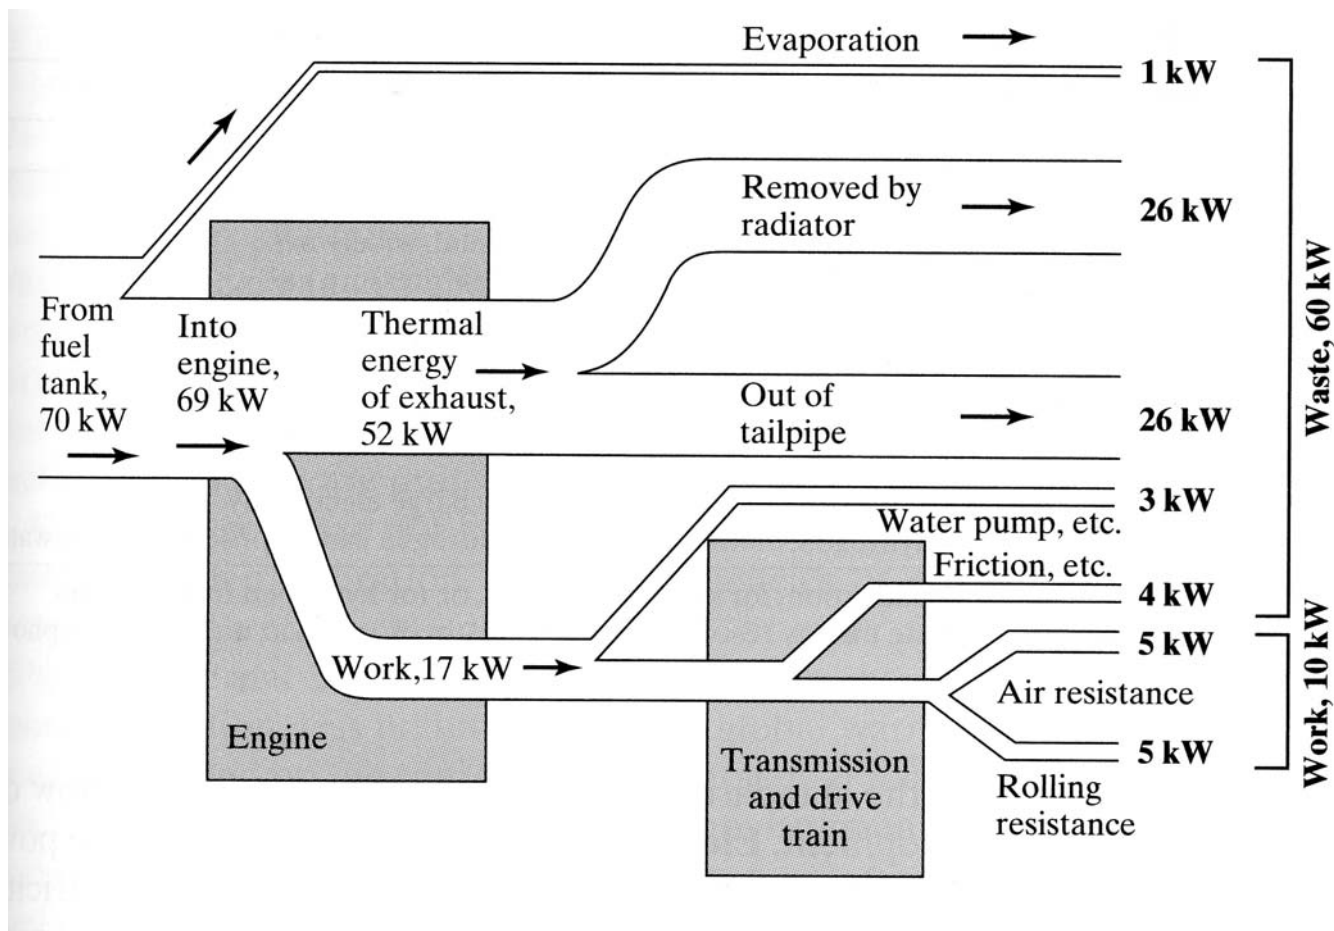 Evaporation
1 kW
Removed by
radiator
26 kW
From
fuel
tank,
70 kW
Into
engine,
69 kW
Thermal
energy
of exhaust,
52 kW
Out of
tailpipe
26 kW
3 kW
Water pump, etc.
Friction, etc.
4 kW
Work,17 kW
5 kW
Air resistance
5 kW
Rolling
resistance
Engine
Transmission
and drive
train
Waste, 60 kW
Work, 10 kW